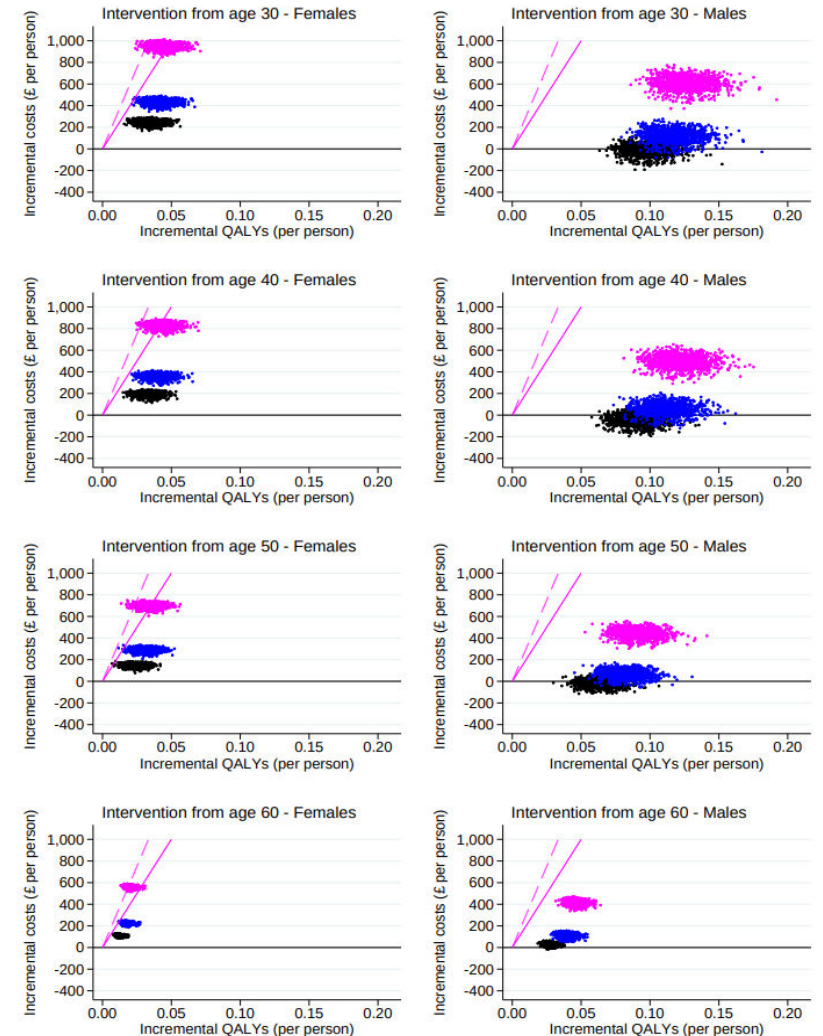 Intervention from age 30 - Females
Incremental costs (£ per person)
1,000
800
600
400
200
0
-200
-400
0.00 0.05 0.10 0.15 0.20
Incremental QALYs (per person)
Intervention from age 30 - Males
Incremental costs (£ per person)
1,000
800
600
400
200
0
-200
-400
0.00 0.05 0.10 0.15 0.20
Incremental QALYs (per person)
Intervention from age 40 - Females
Incremental costs (£ per person)
1,000
800
600
400
200
0
-200
-400
0.00 0.05 0.10 0.15 0.20
Incremental QALYs (per person)
Intervention from age 40 - Males
Incremental costs (£ per person)
1,000
800
600
400
200
0
-200
-400
0.00 0.05 0.10 0.15 0.20
Incremental QALYs (per person)
Intervention from age 50 - Females
Incremental costs (£ per person)
1,000
800
600
400
200
0
-200
-400
0.00 0.05 0.10 0.15 0.20
Incremental QALYs (per person)
Intervention from age 50 - Males
Incremental costs (£ per person)
1,000
800
600
400
200
0
-200
-400
0.00 0.05 0.10 0.15 0.20
Incremental QALYs (per person)
Intervention from age 60 - Females
Incremental costs (£ per person)
1,000
800
600
400
200
0
-200
-400
0.00 0.05 0.10 0.15 0.20
Incremental QALYs (per person)
Intervention from age 60 - Males
Incremental costs (£ per person)
1,000
800
600
400
200
0
-200
-400
0.00 0.05 0.10 0.15 0.20
Incremental QALYs (per person)